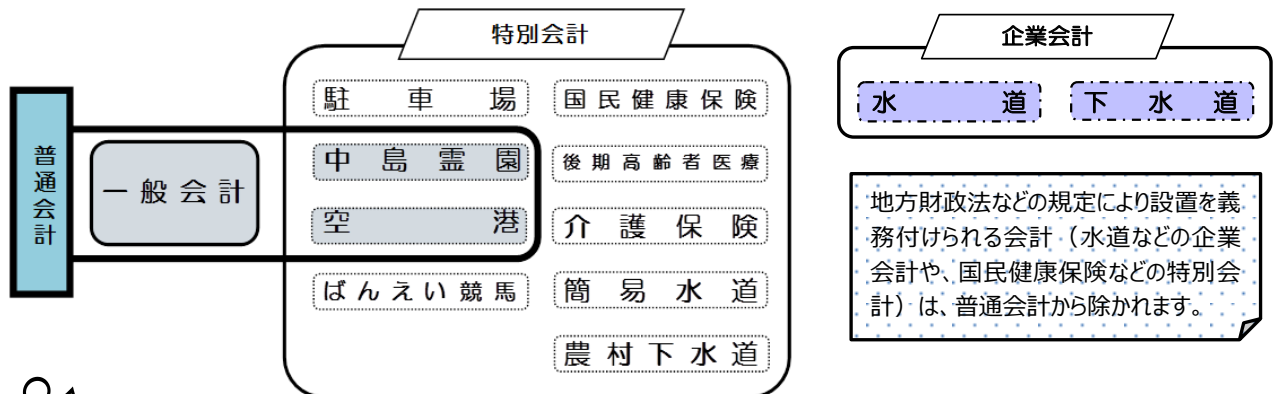 特別会計
企業会計
普通会計
一般会計
駐車場
中島霊園
空港
ばんえい競馬
国民健康保険
後期高齢者医療
介護保険
簡易水道
農村下水道
水道
下水道
地方財政法などの規定により設置を義
務付けられる会計（水道などの企業
会計や、国民健康保険などの特別会
計）は、普通会計から除かれます。